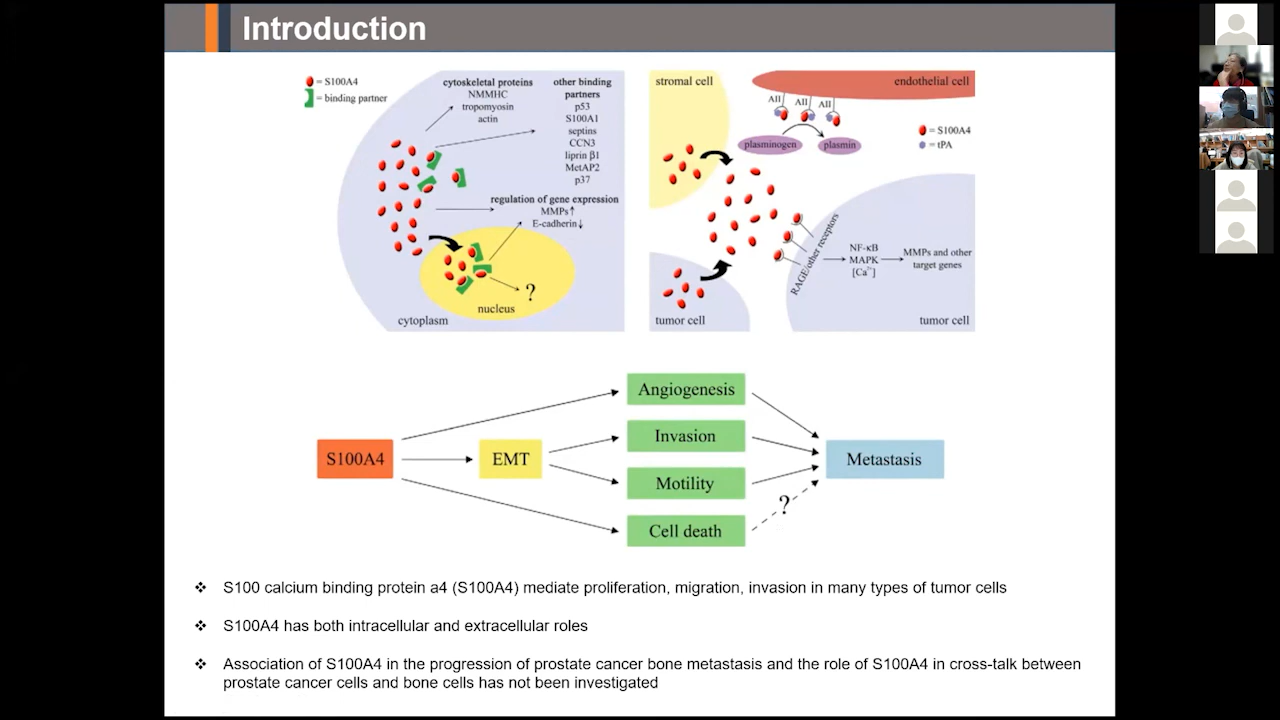 Introduction
= S100A4
= binding partner
cytoskeletal proteins
NMMHC
tropomyosin
actin
other binding
partners
p53
S100A1
septins
CCN3
liprin β1
MetAP2
p37
regulation of gene expression
MMPs↑
E-cadherin↓
?
nucleus
cytoplasm
stromal cell
endothelial cell
AII
AII
AII
plasminogen
plasmin
= S100A4
= tPA
RAGE/other receptors
NF-κB
MAPK
[Ca²⁺]
MMPs and other
target genes
tumor cell
tumor cell
S100A4
EMT
Angiogenesis
Invasion
Motility
Cell death
?
Metastasis
❖ S100 calcium binding protein a4 (S100A4) mediate proliferation, migration, invasion in many types of tumor cells
❖ S100A4 has both intracellular and extracellular roles
❖ Association of S100A4 in the progression of prostate cancer bone metastasis and the role of S100A4 in cross-talk between
prostate cancer cells and bone cells has not been investigated